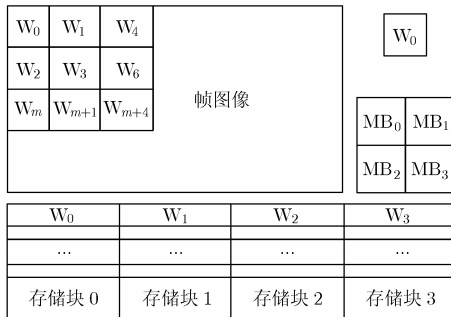 W₀ W₁ W₄
W₀
W₂ W₃ W₆
帧图像
Wₘ Wₘ₊₁ Wₘ₊₄
MB₀ MB₁
MB₂ MB₃
W₀ W₁ W₂ W₃
... ... ... ...
存储块 0 存储块 1 存储块 2 存储块 3